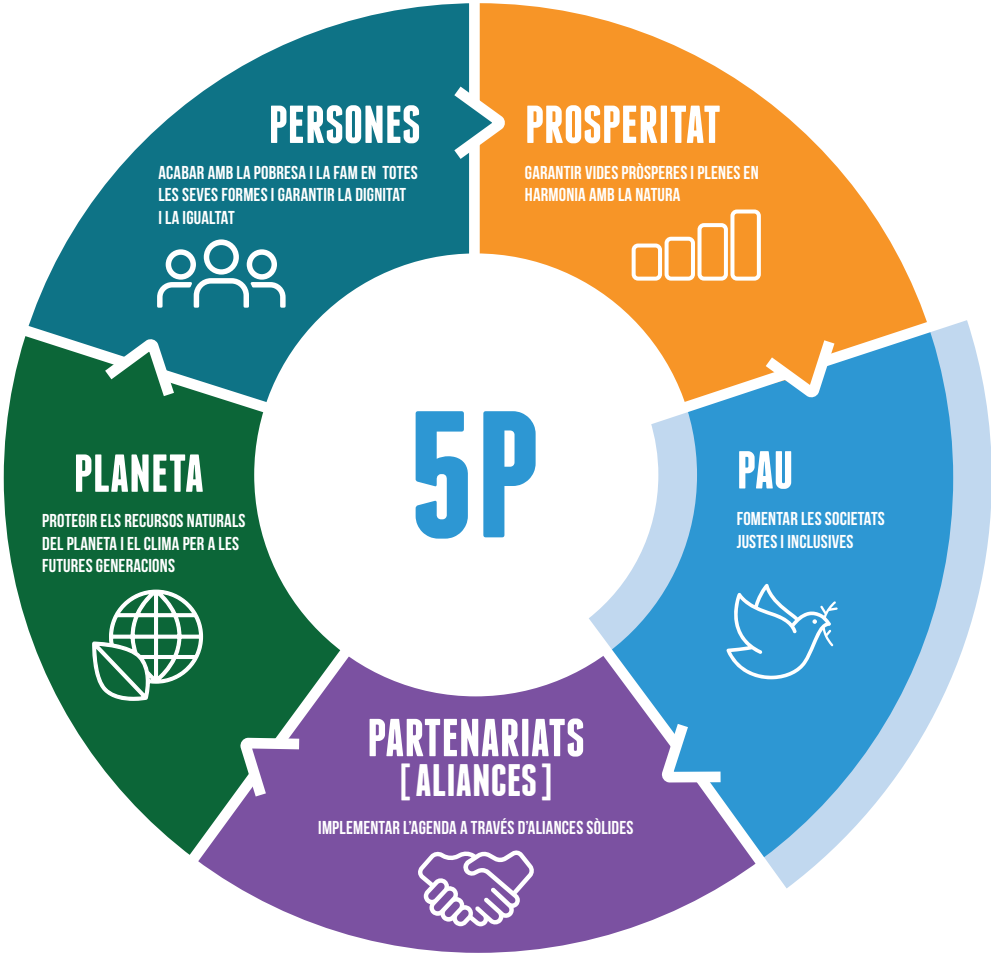 PERSONES
ACABAR AMB LA POBRESA I LA FAM EN TOTES
LES SEVES FORMES I GARANTIR LA DIGNITAT
I LA IGUALTAT
PROSPERITAT
GARANTIR VIDES PRÒSPERES I PLENES EN
HARMONIA AMB LA NATURA
5P
PAU
FOMENTAR LES SOCIETATS
JUSTES I INCLUSIVES
PARTENARIATS
[ALIANCES]
IMPLEMENTAR L'AGENDA A TRAVÉS D'ALIANCES SÒLIDES
PLANETA
PROTEGIR ELS RECURSOS NATURALS
DEL PLANETA I EL CLIMA PER A LES
FUTURES GENERACIONS